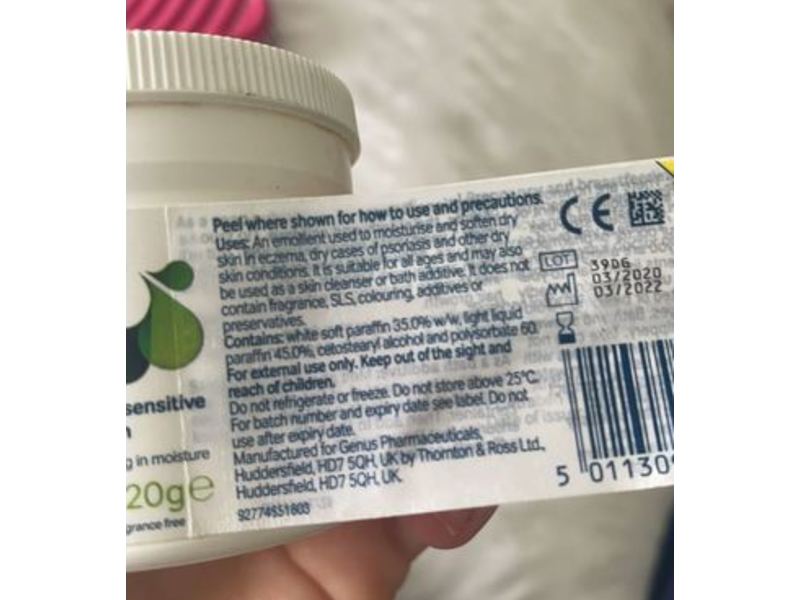 sensitive
g in moisture
20g℮
grance free
Peel where shown for how to use and precautions.
Uses: An emollient used to moisturise and soften dry
skin in eczema, dry cases of psoriasis and other dry
skin conditions. It is suitable for all ages and may also
be used as a skin cleanser or bath additive. It does not
contain fragrance, SLS, colouring, additives or
preservatives.
Contains: white soft paraffin 35.0% w/w, light liquid
paraffin 45.0%, cetostearyl alcohol and polysorbate 60.
For external use only. Keep out of the sight and
reach of children.
Do not refrigerate or freeze. Do not store above 25°C.
For batch number and expiry date see label. Do not
use after expiry date.
Manufactured for Genus Pharmaceuticals,
Huddersfield, HD7 5QH, UK by Thornton & Ross Ltd.,
Huddersfield, HD7 5QH, UK.
92774S51803
CE
LOT 39D6
03/2020
03/2022
5 011309